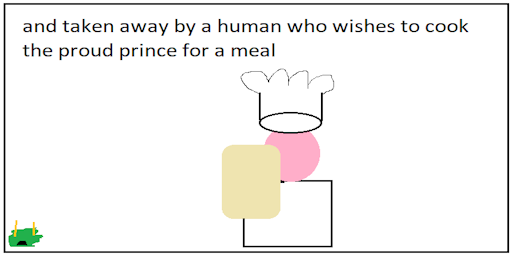 and taken away by a human who wishes to cook
the proud prince for a meal